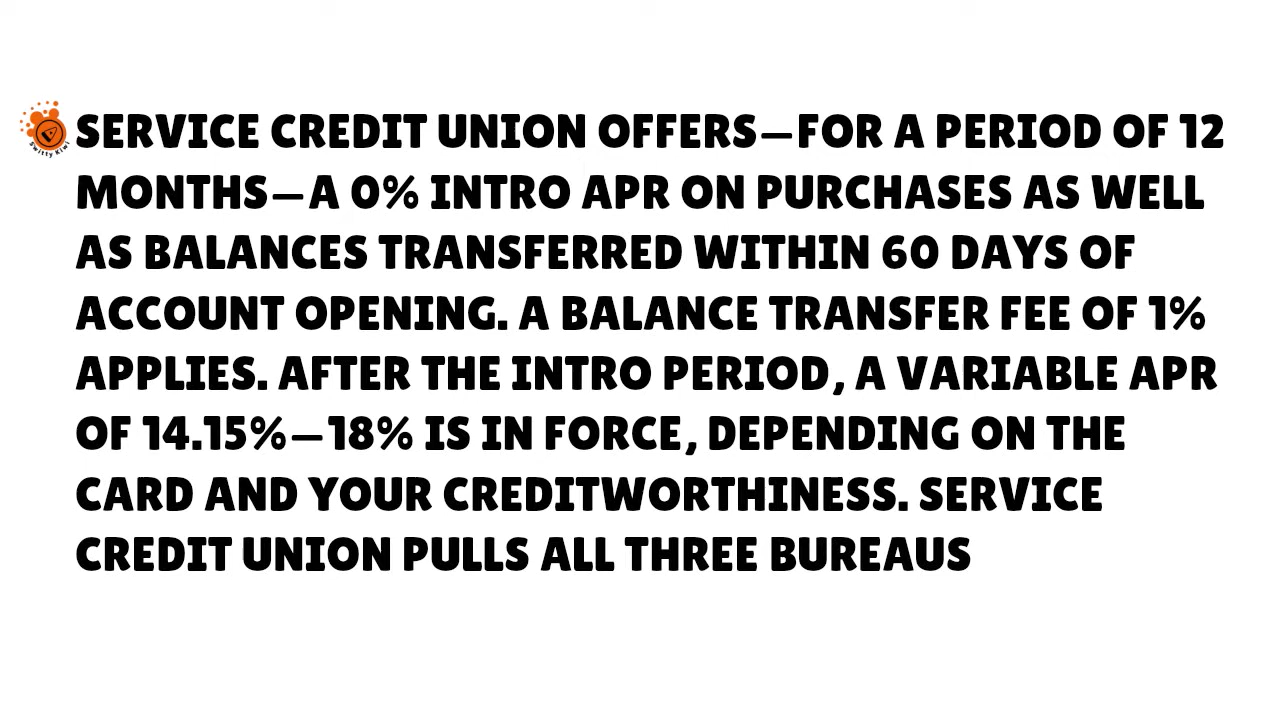 SERVICE CREDIT UNION OFFERS—FOR A PERIOD OF 12
MONTHS—A 0% INTRO APR ON PURCHASES AS WELL
AS BALANCES TRANSFERRED WITHIN 60 DAYS OF
ACCOUNT OPENING. A BALANCE TRANSFER FEE OF 1%
APPLIES. AFTER THE INTRO PERIOD, A VARIABLE APR
OF 14.15%—18% IS IN FORCE, DEPENDING ON THE
CARD AND YOUR CREDITWORTHINESS. SERVICE
CREDIT UNION PULLS ALL THREE BUREAUS
Switty Kiwi